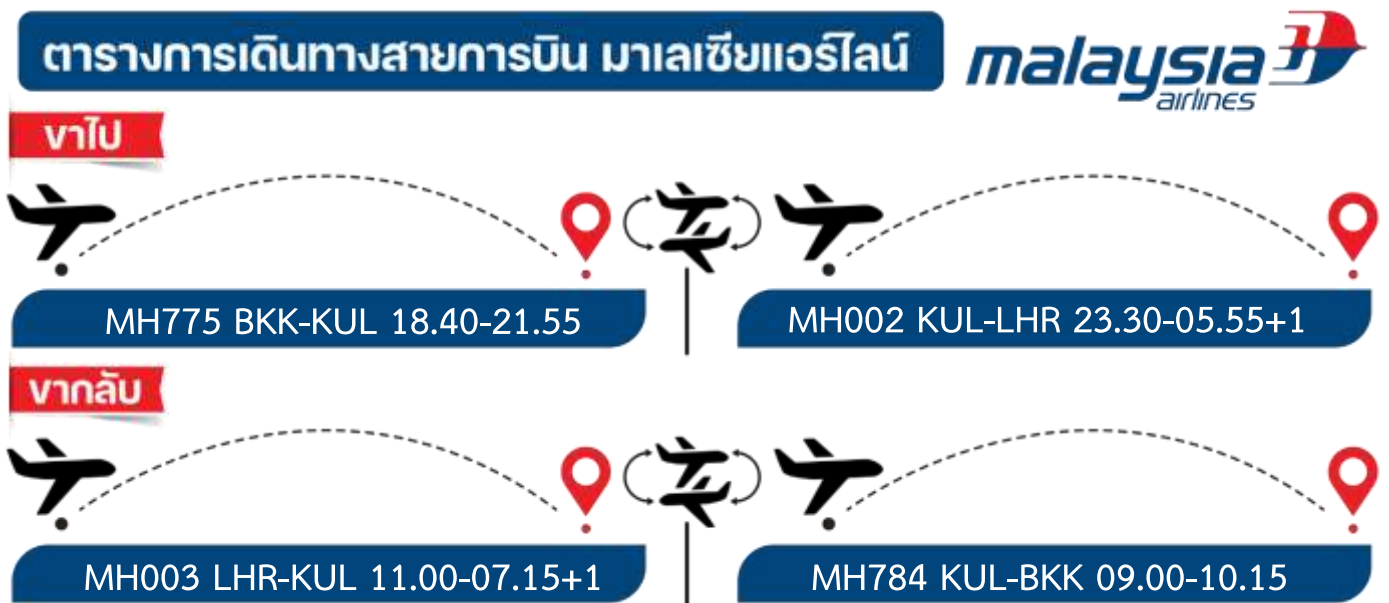 ตารางการเดินทางสายการบิน มาเลเซียแอร์ไลน์
malaysia
airlines
ขาไป
MH775 BKK-KUL 18.40-21.55
MH002 KUL-LHR 23.30-05.55+1
ขากลับ
MH003 LHR-KUL 11.00-07.15+1
MH784 KUL-BKK 09.00-10.15